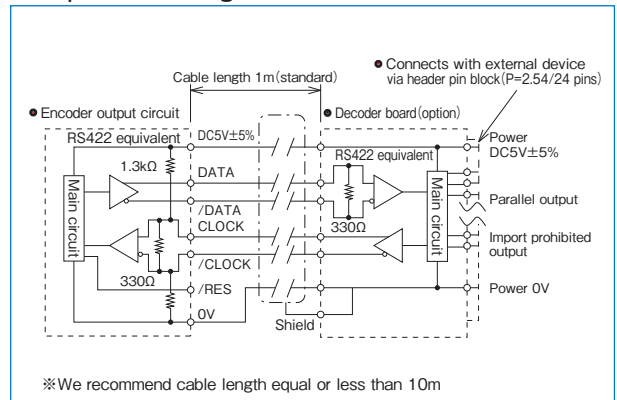 Connects with external device
via header pin block(P=2.54/24 pins)
Cable length 1m(standard)
Encoder output circuit
Decoder board(option)
RS422 equivalent
DC5V±5%
RS422 equivalent
Power
DC5V±5%
1.3kΩ
DATA
Main circuit
Main circuit
Parallel output
/DATA
CLOCK
330Ω
Import prohibited
output
/CLOCK
330Ω
/RES
Power 0V
0V
Shield
※We recommend cable length equal or less than 10m